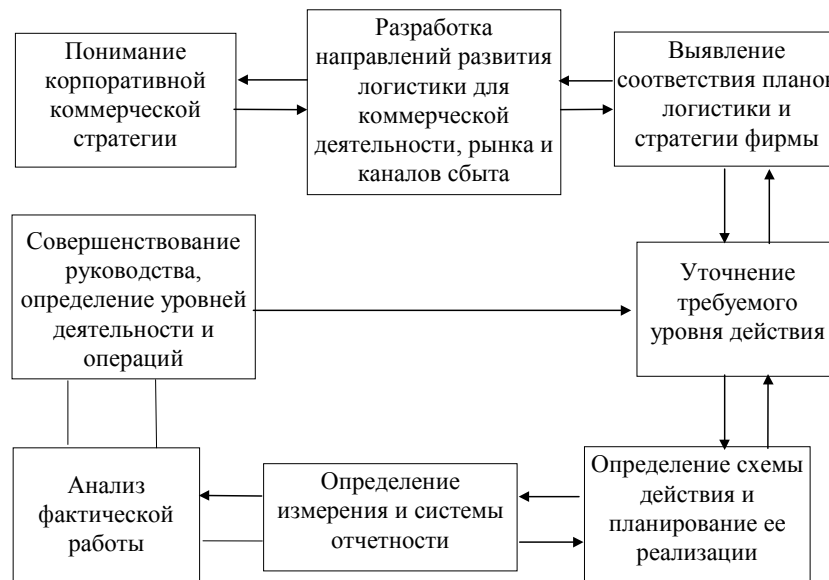 Понимание
корпоративной
коммерческой
стратегии
Разработка
направлений развития
логистики для
коммерческой
деятельности, рынка и
каналов сбыта
Выявление
соответствия планов
логистики и
стратегии фирмы
Совершенствование
руководства,
определение уровней
деятельности и
операций
Уточнение
требуемого
уровня действия
Анализ
фактической
работы
Определение
измерения и системы
отчетности
Определение схемы
действия и
планирование ее
реализации